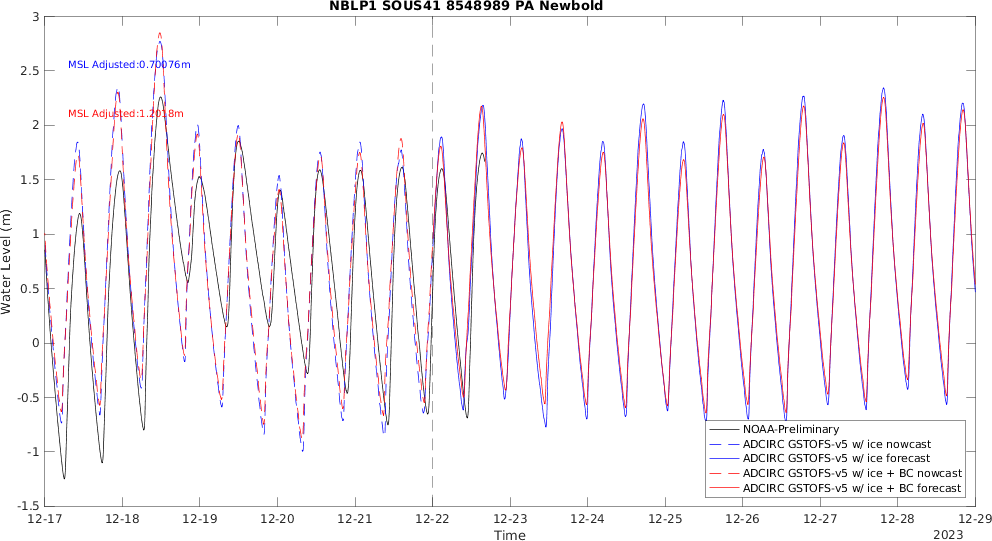 NBLP1 SOUS41 8548989 PA Newbold
3
2.5
2
1.5
1
0.5
0
-0.5
-1
-1.5
Water Level (m)
MSL Adjusted:0.70076m
MSL Adjusted:1.2018m
NOAA-Preliminary
ADCIRC GSTOFS-v5 w/ ice nowcast
ADCIRC GSTOFS-v5 w/ ice forecast
ADCIRC GSTOFS-v5 w/ ice + BC nowcast
ADCIRC GSTOFS-v5 w/ ice + BC forecast
12-17 12-18 12-19 12-20 12-21 12-22 12-23 12-24 12-25 12-26 12-27 12-28 12-29
Time
2023